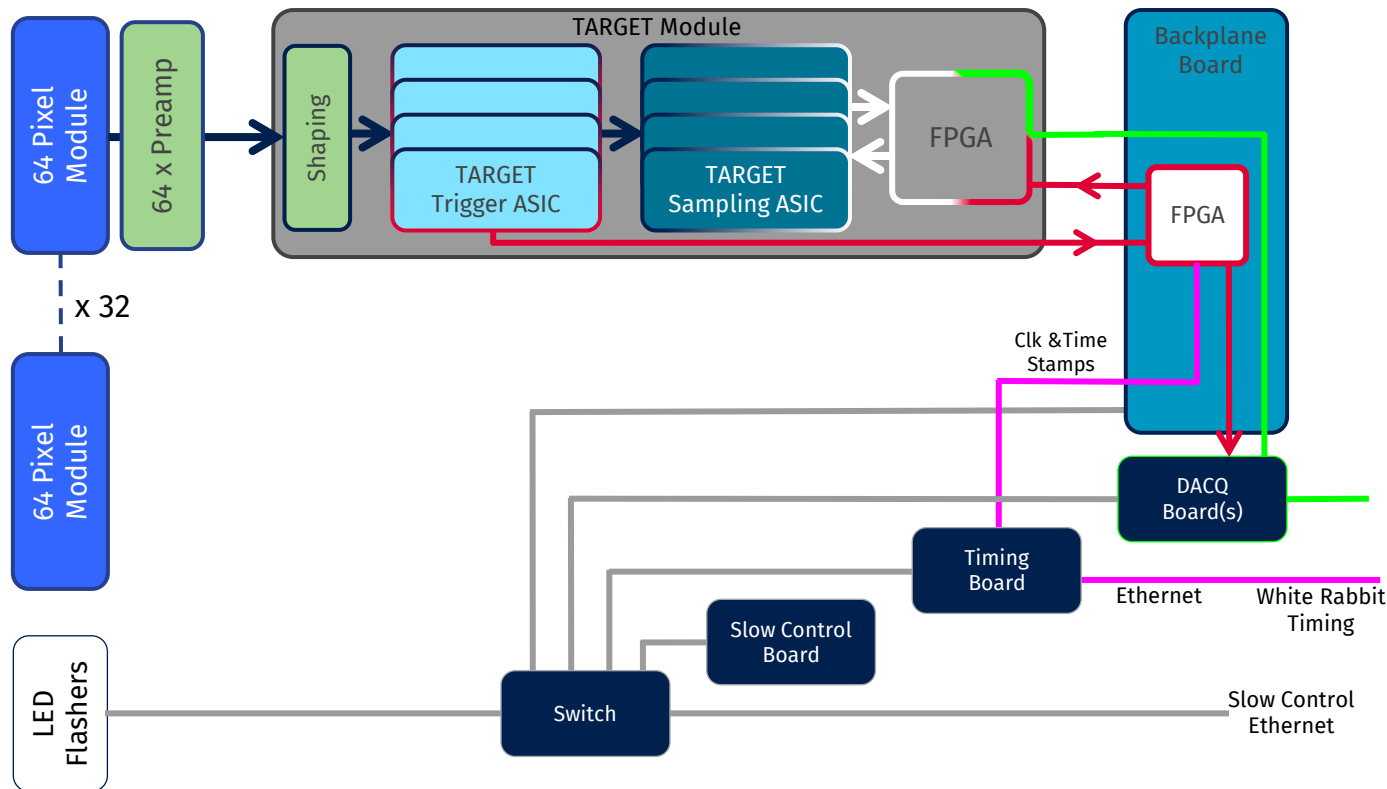 TARGET Module
64 Pixel
Module
64 x Preamp
Shaping
TARGET
Trigger ASIC
TARGET
Sampling ASIC
FPGA
Backplane
Board
FPGA
x 32
64 Pixel
Module
Clk &Time
Stamps
DACQ
Board(s)
Timing
Board
Ethernet
White Rabbit
Timing
Slow Control
Board
LED
Flashers
Switch
Slow Control
Ethernet